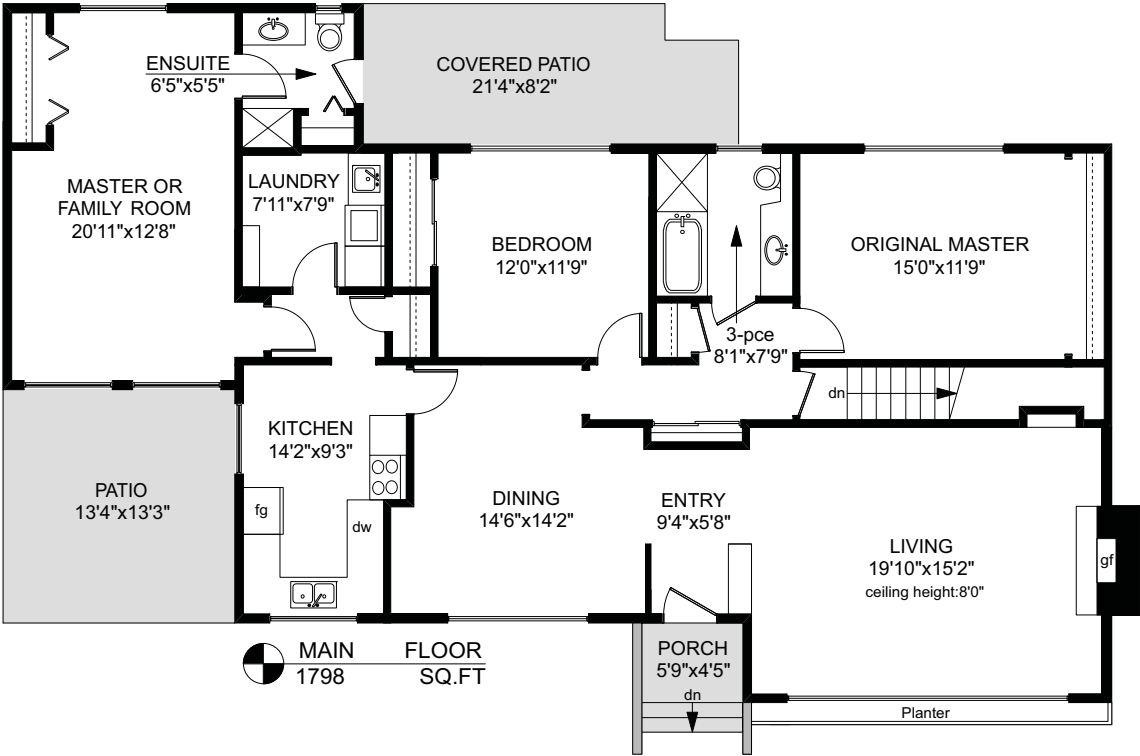 ENSUITE
6'5"x5'5"
COVERED PATIO
21'4"x8'2"
MASTER OR
FAMILY ROOM
20'11"x12'8"
LAUNDRY
7'11"x7'9"
BEDROOM
12'0"x11'9"
ORIGINAL MASTER
15'0"x11'9"
3-pce
8'1"x7'9"
dn
KITCHEN
14'2"x9'3"
PATIO
13'4"x13'3"
fg
dw
DINING
14'6"x14'2"
ENTRY
9'4"x5'8"
LIVING
19'10"x15'2"
ceiling height:8'0"
gf
MAIN FLOOR
1798 SQ.FT
PORCH
5'9"x4'5"
dn
Planter